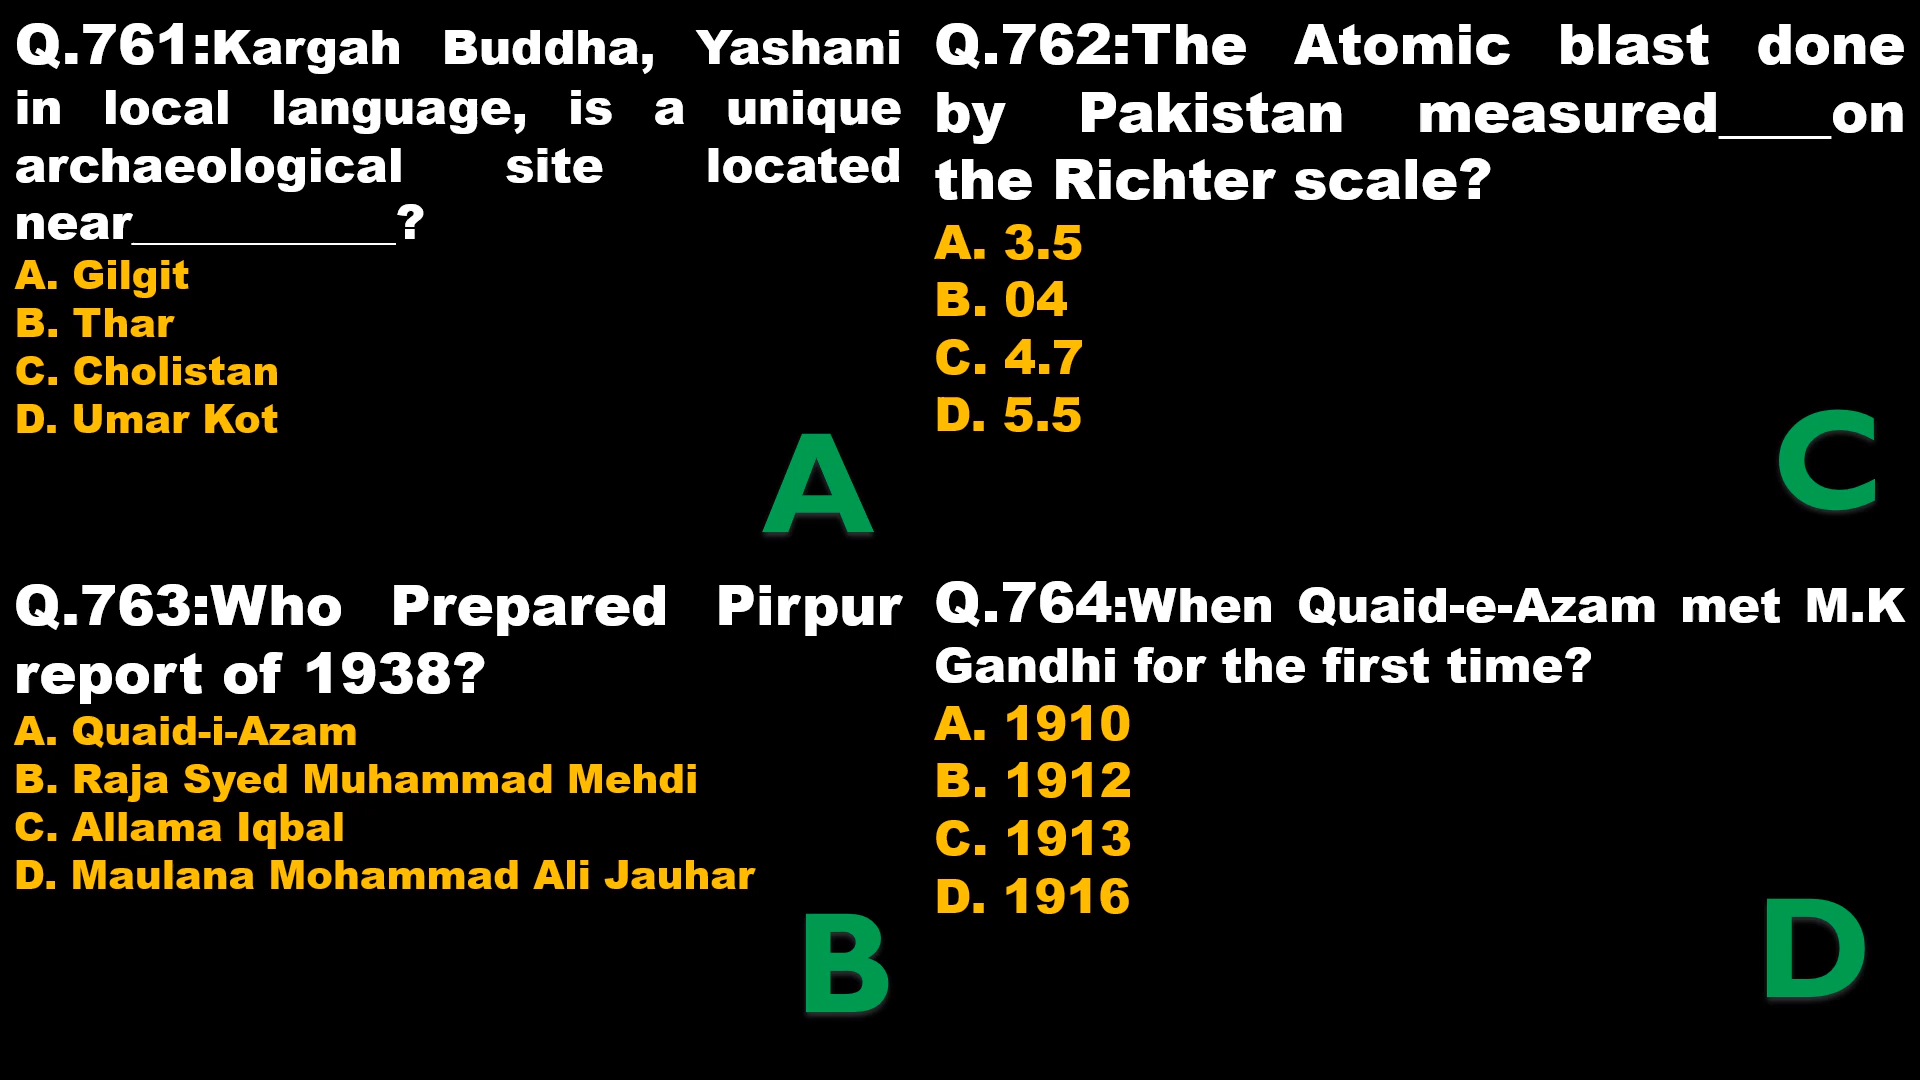 Q.761:Kargah Buddha, Yashani
in local language, is a unique
archaeological site located
near___________?
A. Gilgit
B. Thar
C. Cholistan
D. Umar Kot
A
Q.762:The Atomic blast done
by Pakistan measured____on
the Richter scale?
A. 3.5
B. 04
C. 4.7
D. 5.5
C
Q.763:Who Prepared Pirpur
report of 1938?
A. Quaid-i-Azam
B. Raja Syed Muhammad Mehdi
C. Allama Iqbal
D. Maulana Mohammad Ali Jauhar
B
Q.764:When Quaid-e-Azam met M.K
Gandhi for the first time?
A. 1910
B. 1912
C. 1913
D. 1916
D